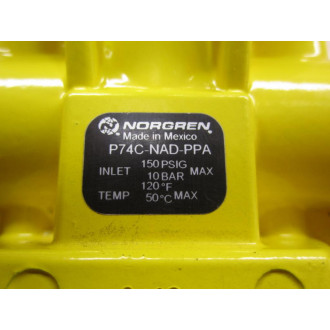 NORGREN
Made in Mexico
P74C-NAD-PPA
INLET 150 PSIG MAX
10 BAR
120 °F
TEMP 50 °C MAX